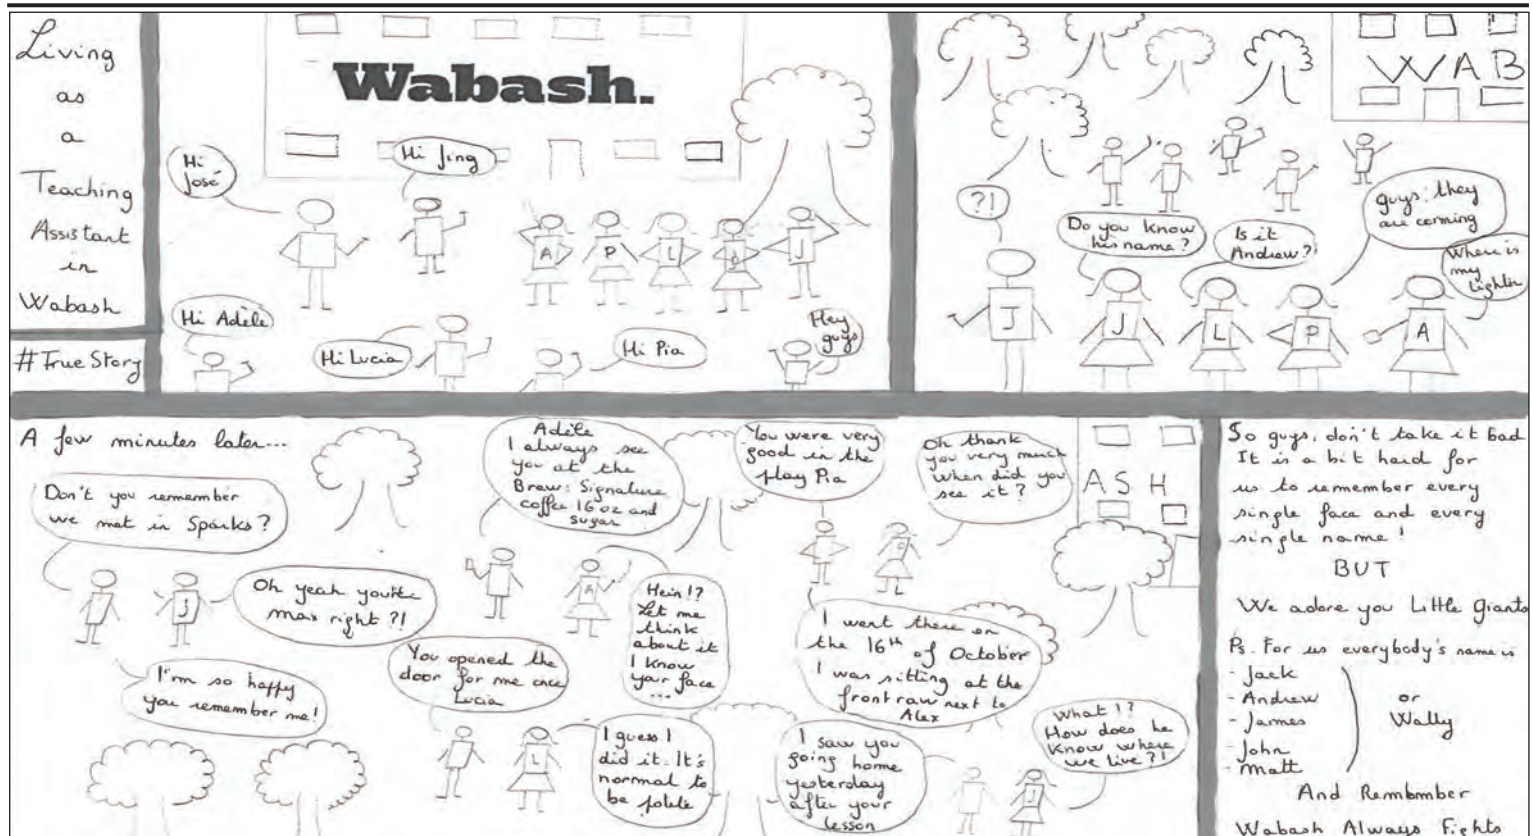 Living
as
a
Teaching
Assistant
in
Wabash
#True Story
Wabash.
Hi
José
Hi Jing
A
P
L
J
J
Hi Adèle
Hi Lucia
Hi Pia
Hey
guys
WAB
?!
Do you know
his name?
Is it
Andrew?
guys: they
are coming
Where is
my
lighter
J
J
L
P
A
A few minutes later...
Don't you remember
we met in Sparks?
J
Oh yeah you're
max right?!
I'm so happy
you remember me!
Adèle
I always see
you at the
Brew: Signature
coffee 16 oz and
sugar
A
Hein!?
Let me
think
about it
I know
your face
...
You were very
good in the
play Pia
P
Oh thank
you very much
When did you
see it?
I went there on
the 16th of October
I was sitting at the
front raw next to
Alex
You opened the
door for me once
Lucia
L
I guess I
did it. It's
normal to
be polite
I saw you
going home
yesterday
after your
lesson
J
What!?
How does he
know where
we live?!
ASH
So guys, don't take it bad
It is a bit hard for
us to remember every
single face and every
single name!
BUT
We adore you Little Giants
Ps. For us everybody's name is
- Jack
- Andrew or
- James Wally
- John
- Matt
And Rembmber
Wabash Always Fights